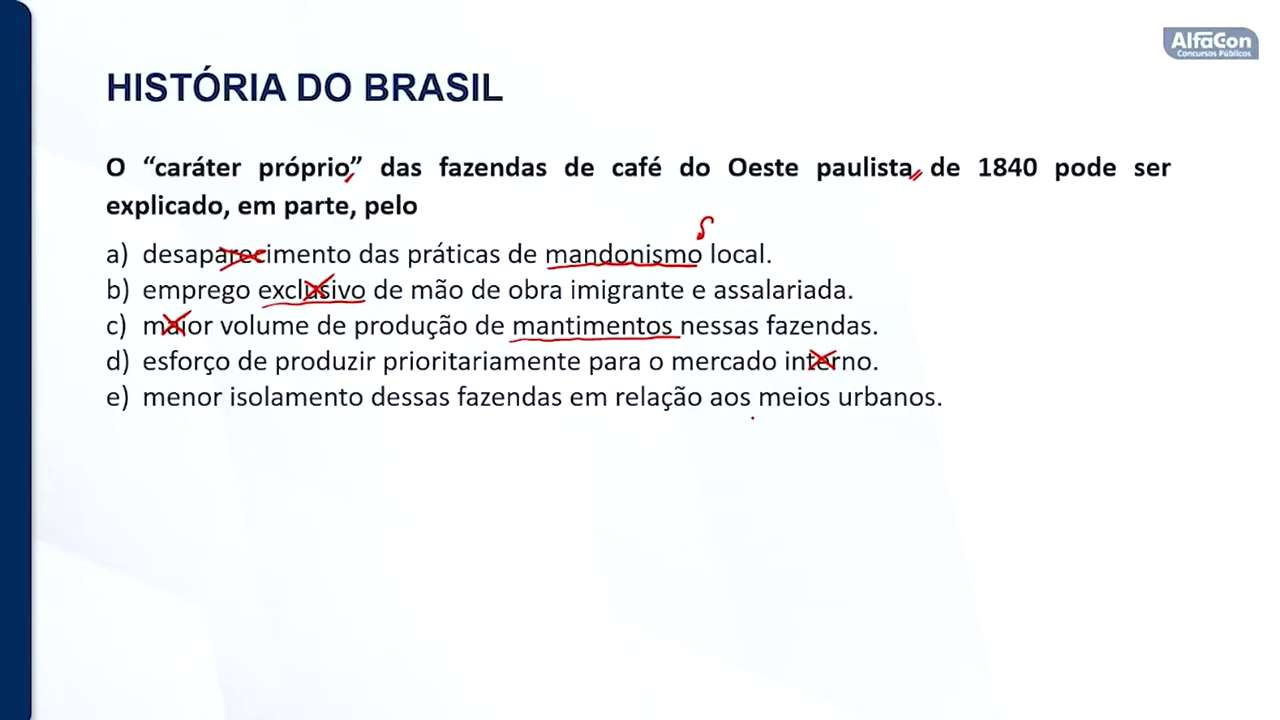 AlfaCon
Concursos Públicos
HISTÓRIA DO BRASIL
O “caráter próprio” das fazendas de café do Oeste paulista, de 1840 pode ser
explicado, em parte, pelo
a) desaparecimento das práticas de mandonismo local.
b) emprego exclusivo de mão de obra imigrante e assalariada.
c) maior volume de produção de mantimentos nessas fazendas.
d) esforço de produzir prioritariamente para o mercado interno.
e) menor isolamento dessas fazendas em relação aos meios urbanos.